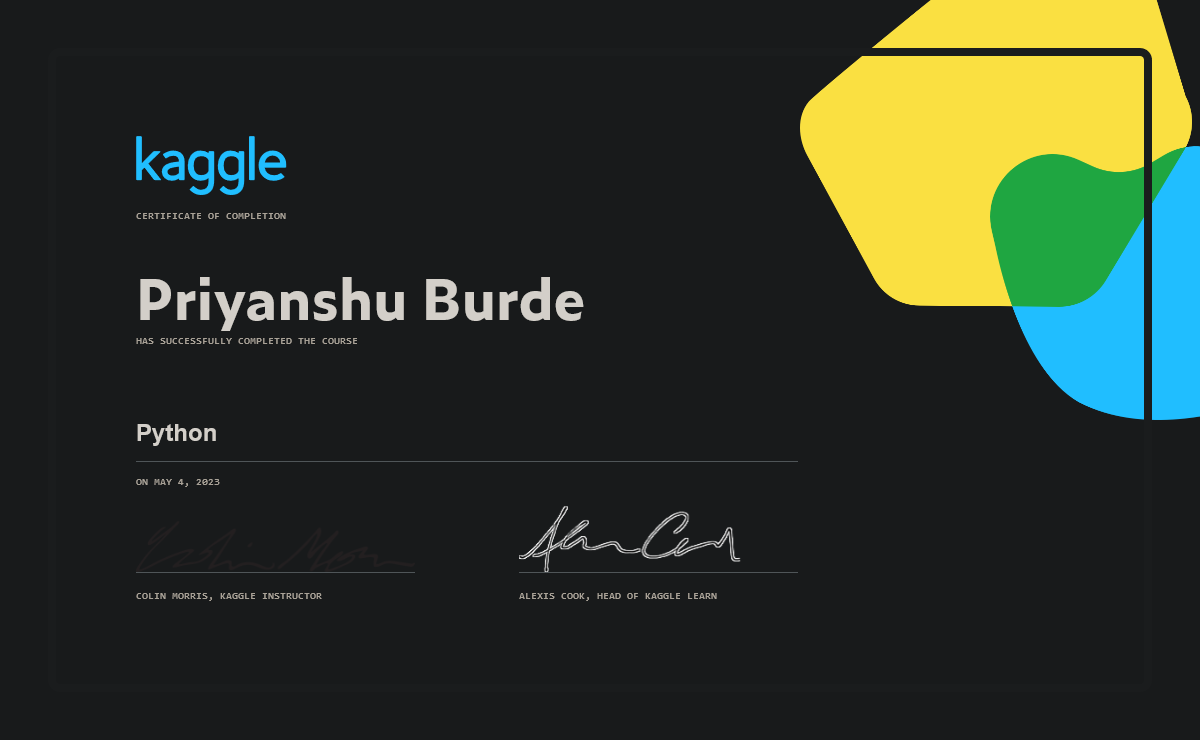 kaggle
CERTIFICATE OF COMPLETION
Priyanshu Burde
HAS SUCCESSFULLY COMPLETED THE COURSE
Python
ON MAY 4, 2023
COLIN MORRIS, KAGGLE INSTRUCTOR
ALEXIS COOK, HEAD OF KAGGLE LEARN